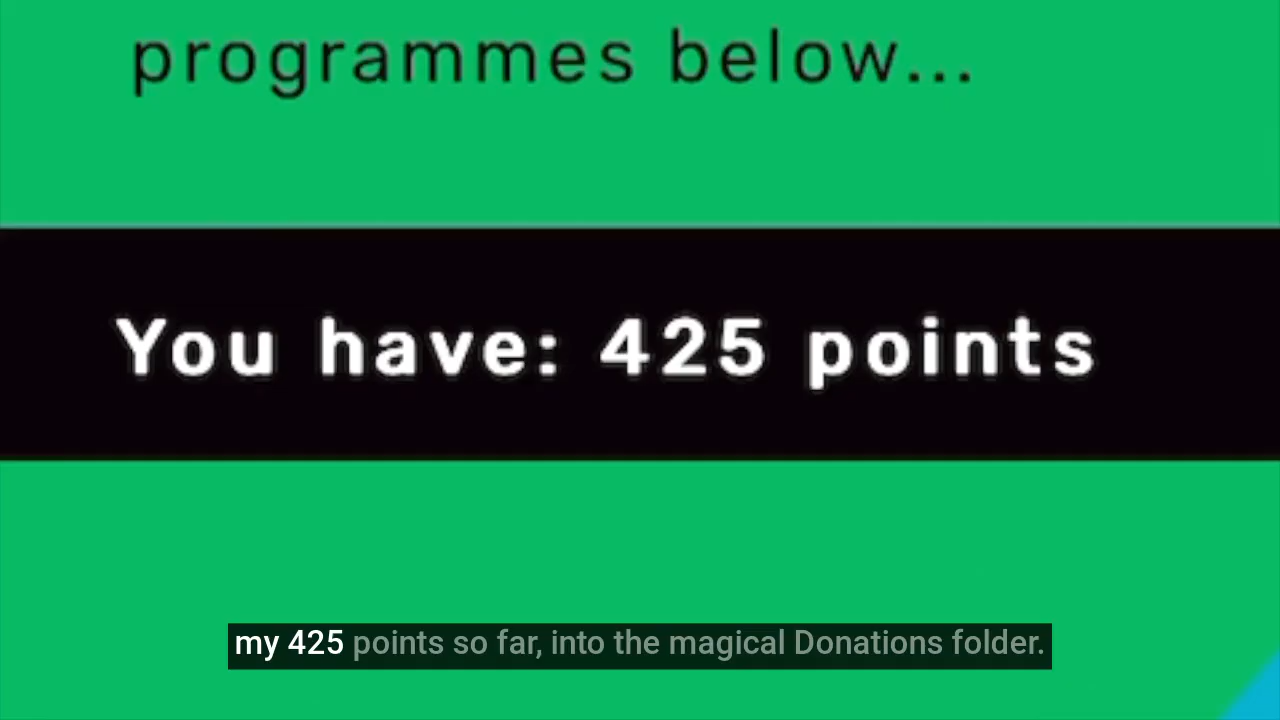 programmes below...
You have: 425 points
my 425 points so far, into the magical Donations folder.